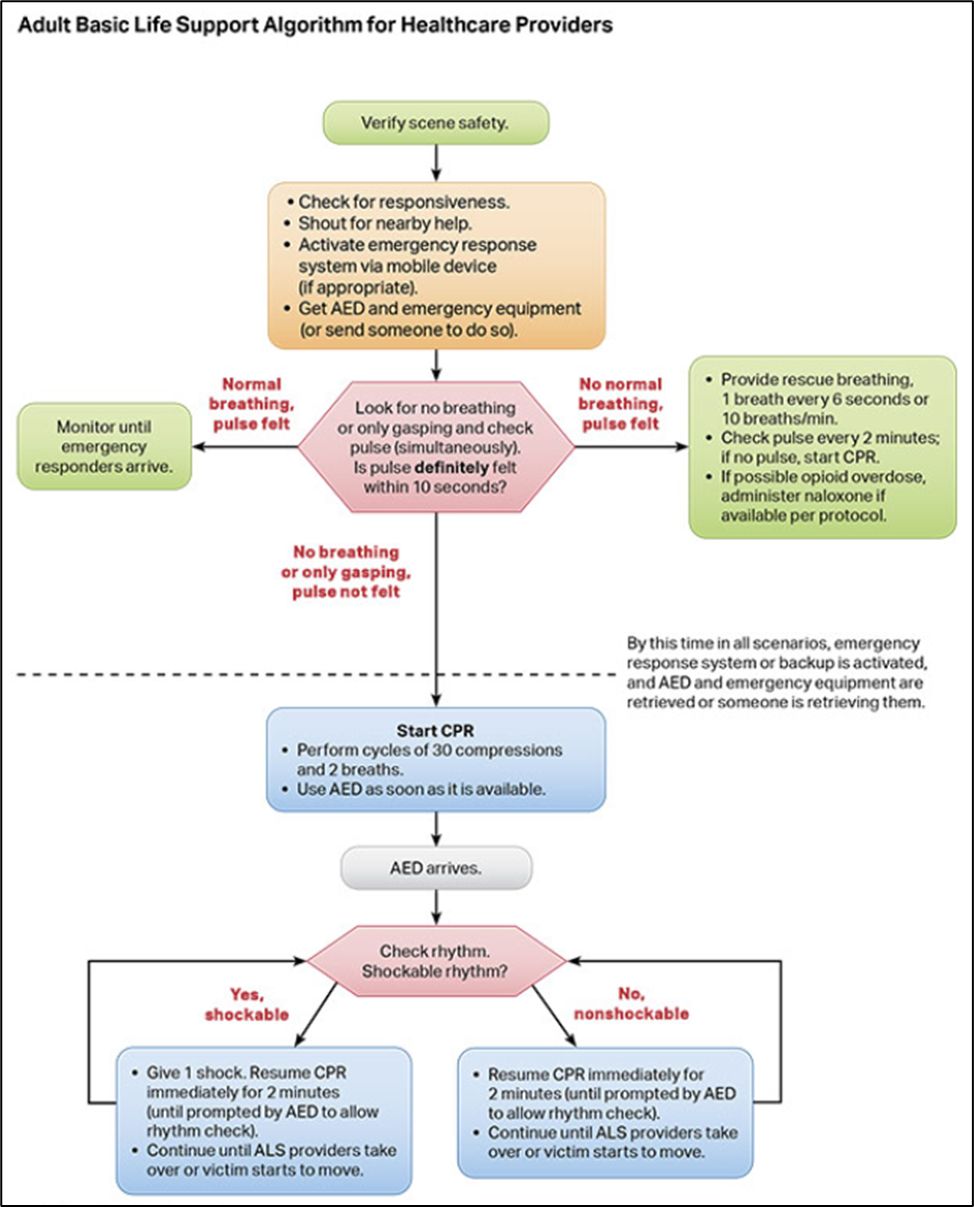 Adult Basic Life Support Algorithm for Healthcare Providers
Verify scene safety.
• Check for responsiveness.
• Shout for nearby help.
• Activate emergency response
system via mobile device
(if appropriate).
• Get AED and emergency equipment
(or send someone to do so).
Normal
breathing,
pulse felt
Monitor until
emergency
responders arrive.
Look for no breathing
or only gasping and check
pulse (simultaneously).
Is pulse definitely felt
within 10 seconds?
No normal
breathing,
pulse felt
• Provide rescue breathing,
1 breath every 6 seconds or
10 breaths/min.
• Check pulse every 2 minutes;
if no pulse, start CPR.
• If possible opioid overdose,
administer naloxone if
available per protocol.
No breathing
or only gasping,
pulse not felt
By this time in all scenarios, emergency
response system or backup is activated,
and AED and emergency equipment are
retrieved or someone is retrieving them.
Start CPR
• Perform cycles of 30 compressions
and 2 breaths.
• Use AED as soon as it is available.
AED arrives.
Check rhythm.
Shockable rhythm?
Yes,
shockable
No,
nonshockable
• Give 1 shock. Resume CPR
immediately for 2 minutes
(until prompted by AED to allow
rhythm check).
• Continue until ALS providers take
over or victim starts to move.
• Resume CPR immediately for
2 minutes (until prompted by AED
to allow rhythm check).
• Continue until ALS providers take
over or victim starts to move.